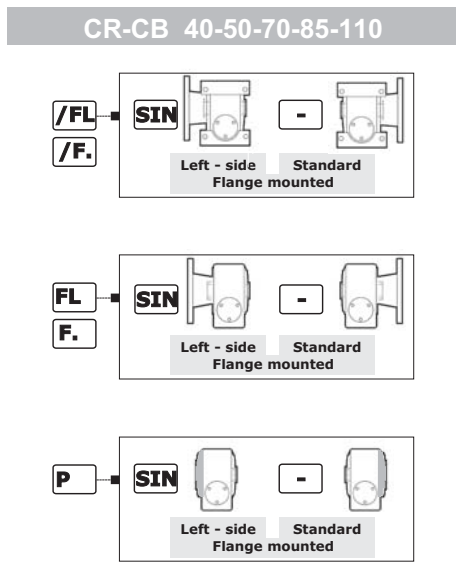 CR-CB 40-50-70-85-110
/FL SIN -
/F.
Left - side Standard
Flange mounted
FL SIN -
F.
Left - side Standard
Flange mounted
P SIN -
Left - side Standard
Flange mounted